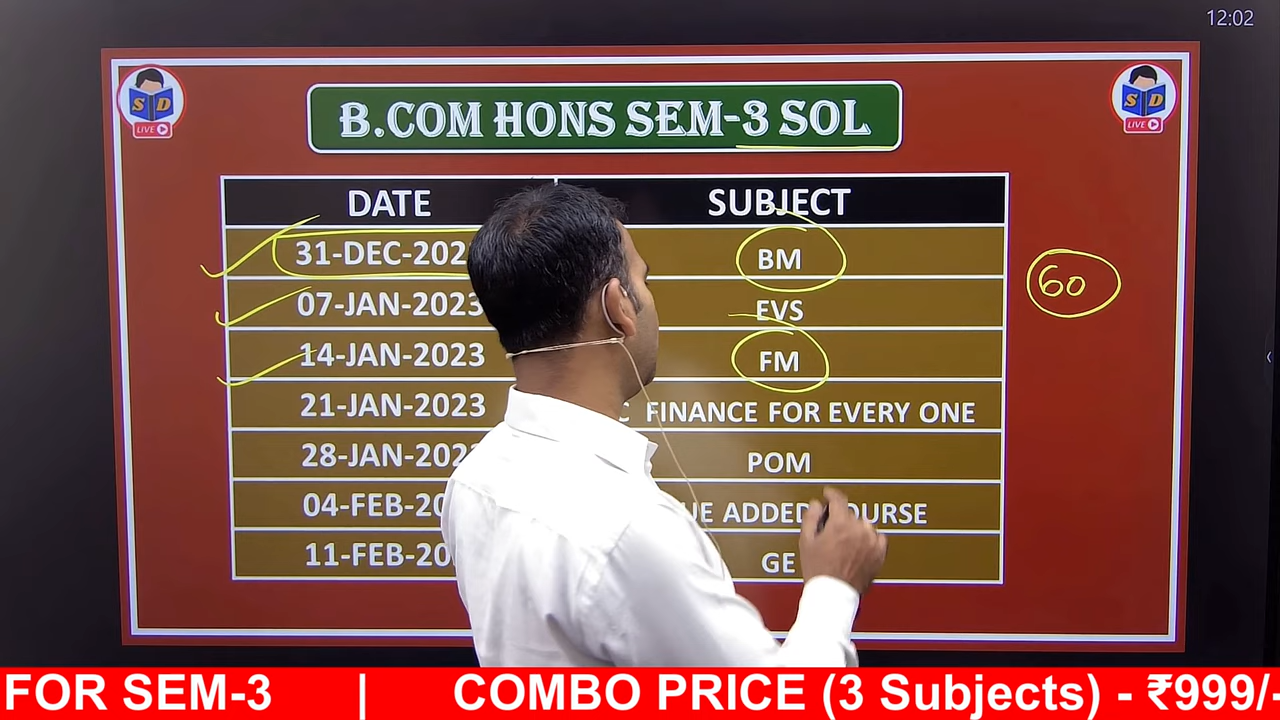 12:02
S D
LIVE
S D
LIVE
B.COM HONS SEM-3 SOL
DATE SUBJECT
31-DEC-202 BM
60
07-JAN-2023 EVS
14-JAN-2023 FM
21-JAN-2023 C FINANCE FOR EVERY ONE
28-JAN-202 POM
04-FEB-20 UE ADDED OURSE
11-FEB-20 GE
FOR SEM-3 | COMBO PRICE (3 Subjects) - ₹999/-